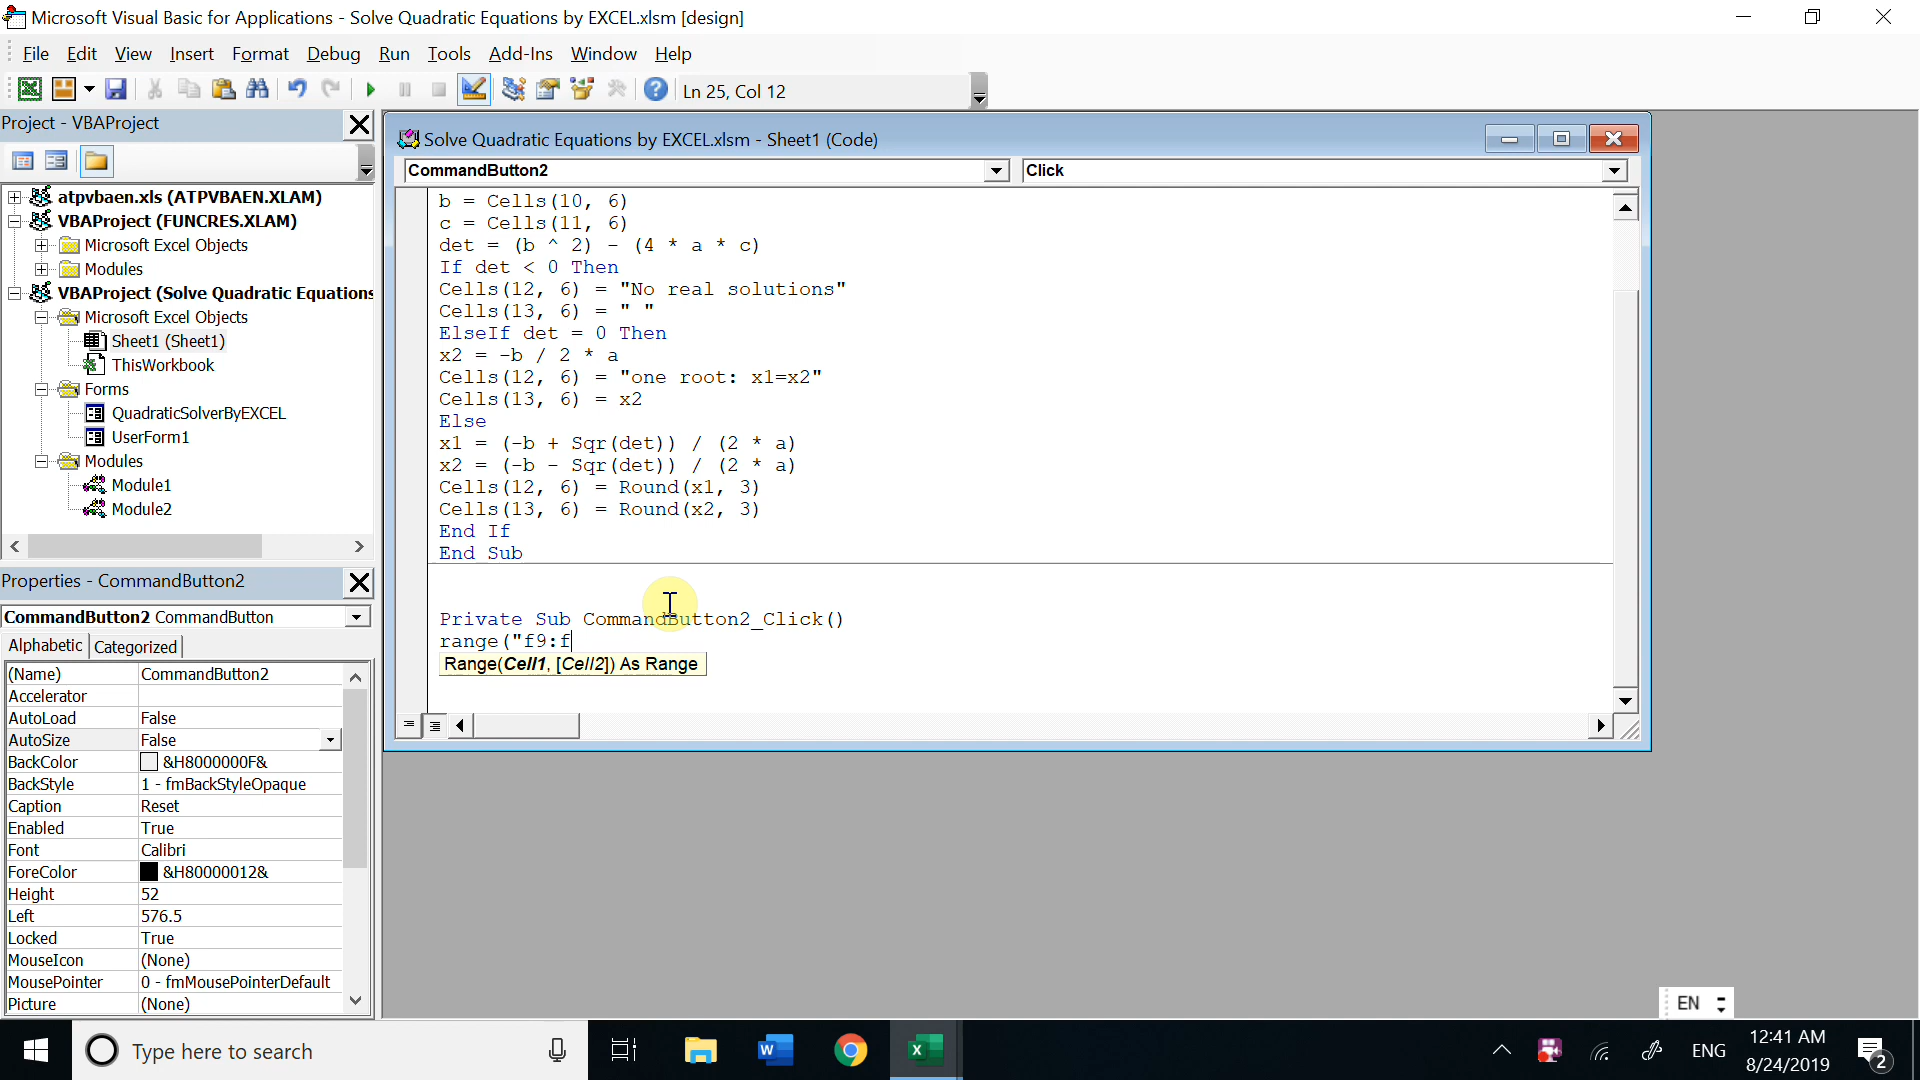 Microsoft Visual Basic for Applications - Solve Quadratic Equations by EXCEL.xlsm [design]
File Edit View Insert Format Debug Run Tools Add-Ins Window Help
Ln 25, Col 12
Project - VBAProject
atpvbaen.xls (ATPVBAEN.XLAM)
VBAProject (FUNCRES.XLAM)
Microsoft Excel Objects
Modules
VBAProject (Solve Quadratic Equations
Microsoft Excel Objects
Sheet1 (Sheet1)
ThisWorkbook
Forms
QuadraticSolverByEXCEL
UserForm1
Modules
Module1
Module2
Properties - CommandButton2
CommandButton2 CommandButton
Alphabetic Categorized
(Name) CommandButton2
Accelerator
AutoLoad False
AutoSize False
BackColor &H8000000F&
BackStyle 1 - fmBackStyleOpaque
Caption Reset
Enabled True
Font Calibri
ForeColor &H80000012&
Height 52
Left 576.5
Locked True
MouseIcon (None)
MousePointer 0 - fmMousePointerDefault
Picture (None)
Solve Quadratic Equations by EXCEL.xlsm - Sheet1 (Code)
CommandButton2 Click
b = Cells(10, 6)
c = Cells(11, 6)
det = (b ^ 2) - (4 * a * c)
If det < 0 Then
Cells(12, 6) = "No real solutions"
Cells(13, 6) = " "
ElseIf det = 0 Then
x2 = -b / 2 * a
Cells(12, 6) = "one root: x1=x2"
Cells(13, 6) = x2
Else
x1 = (-b + Sqr(det)) / (2 * a)
x2 = (-b - Sqr(det)) / (2 * a)
Cells(12, 6) = Round(x1, 3)
Cells(13, 6) = Round(x2, 3)
End If
End Sub
Private Sub CommandButton2_Click()
range("f9:f
Range(Cell1, [Cell2]) As Range
EN
Type here to search
ENG
12:41 AM
8/24/2019
2